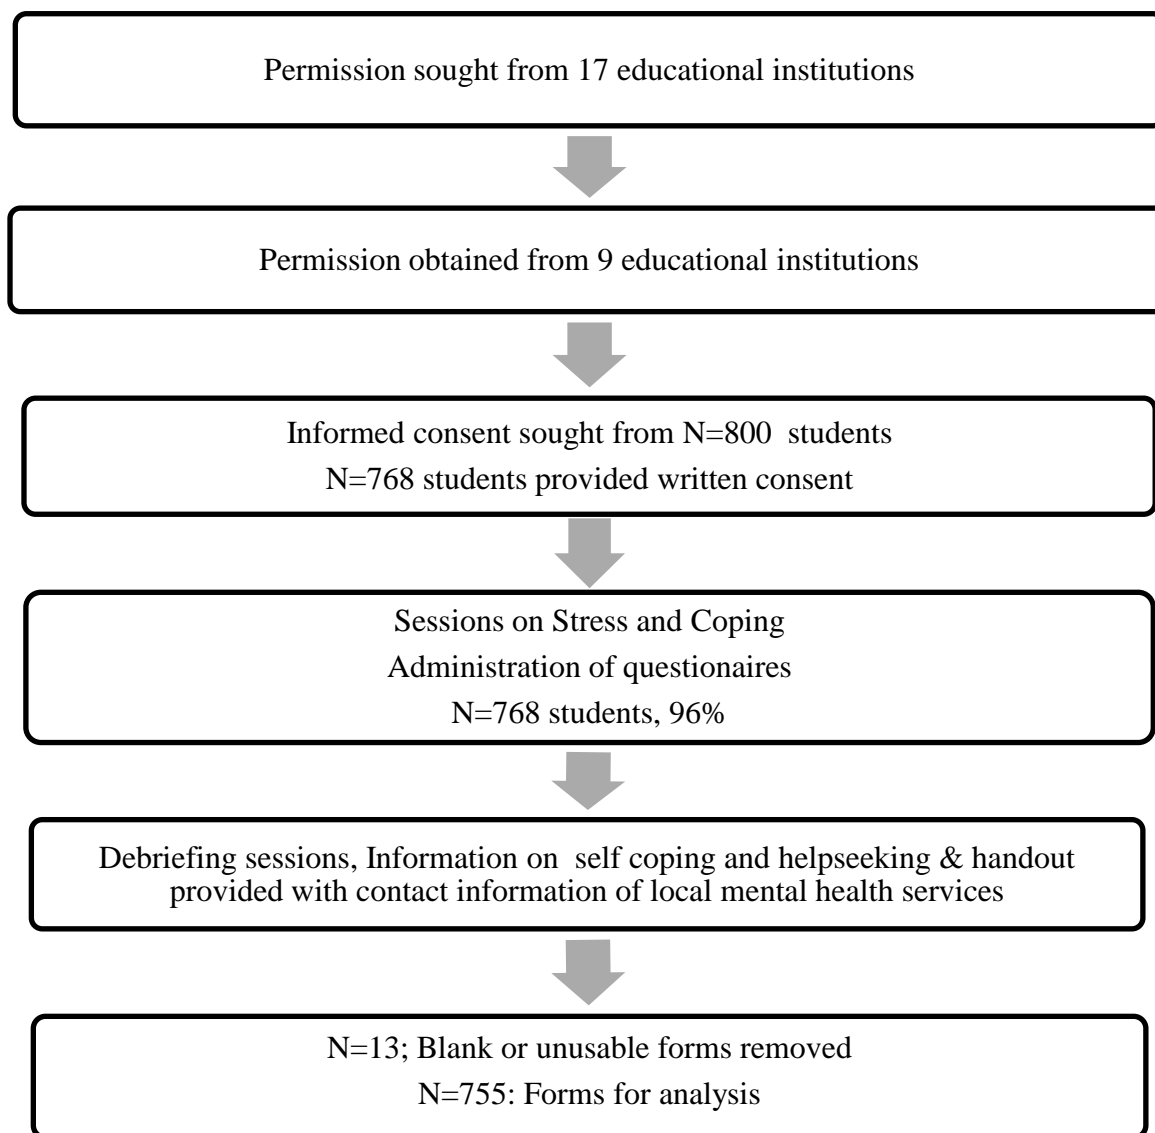 Permission sought from 17 educational institutions
Permission obtained from 9 educational institutions
Informed consent sought from N=800 students
N=768 students provided written consent
Sessions on Stress and Coping
Administration of questionaires
N=768 students, 96%
Debriefing sessions, Information on self coping and helpseeking & handout
provided with contact information of local mental health services
N=13; Blank or unusable forms removed
N=755: Forms for analysis